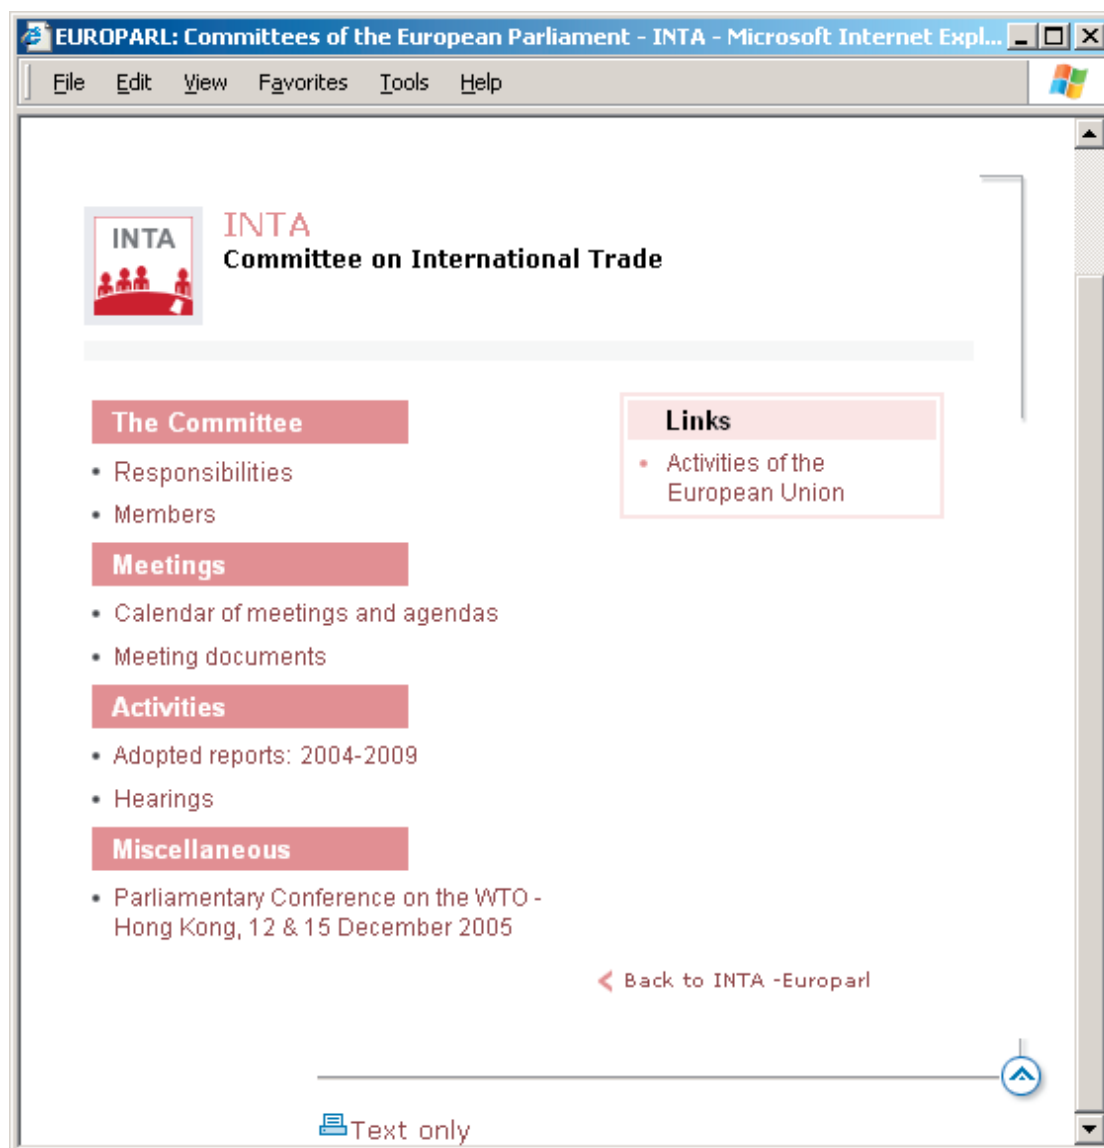 EUROPARL: Committees of the European Parliament - INTA - Microsoft Internet Expl...
File Edit View Favorites Tools Help
INTA
INTA
Committee on International Trade
The Committee
• Responsibilities
• Members
Meetings
• Calendar of meetings and agendas
• Meeting documents
Activities
• Adopted reports: 2004-2009
• Hearings
Miscellaneous
• Parliamentary Conference on the WTO -
Hong Kong, 12 & 15 December 2005
Links
• Activities of the
European Union
Back to INTA -Europarl
Text only